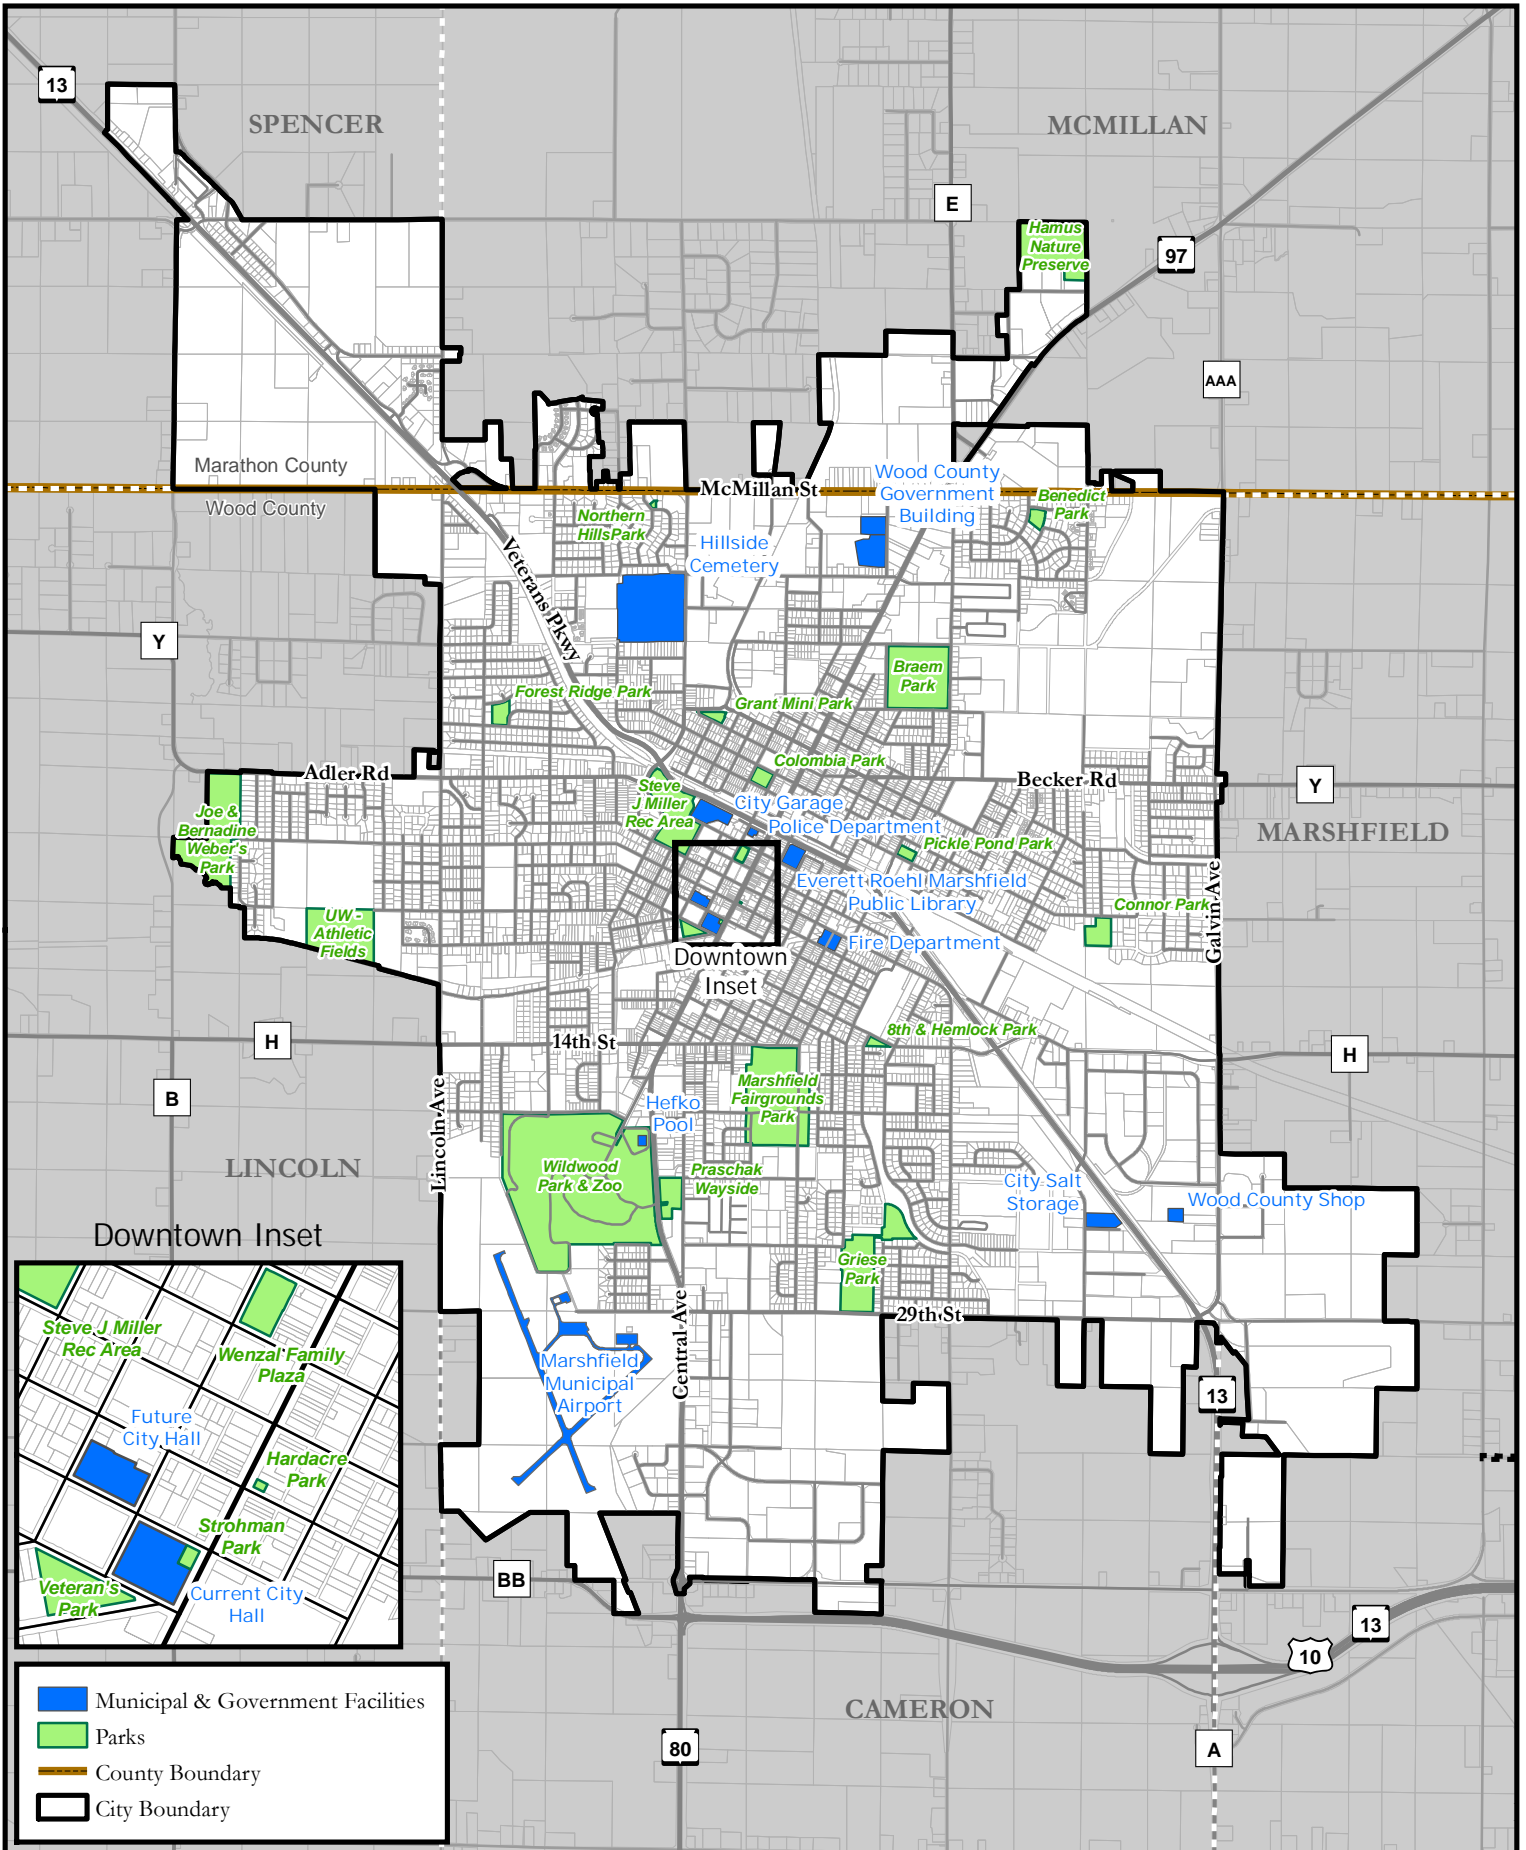 13
SPENCER
MCMILLAN
E
Hamus
Nature
Preserve
97
AAA
Marathon County
Wood County
McMillan St
Wood County
Government
Building
Benedict
Park
Northern
HillsPark
Hillside
Cemetery
Veterans Pkwy
Y
Braem
Park
Forest Ridge Park
Grant Mini Park
Colombia Park
Adler Rd
Becker Rd
Y
Steve
J Miller
Rec Area
City Garage
Police Department
Joe &
Bernadine
Weber's
Park
MARSHFIELD
Pickle Pond Park
Everett Roehl Marshfield
Public Library
Connor Park
Galvin Ave
UW -
Athletic
Fields
Fire Department
Downtown
Inset
8th & Hemlock Park
H
14th St
H
B
Marshfield
Fairgrounds
Park
Hefko
Pool
Lincoln Ave
LINCOLN
Wildwood
Park & Zoo
Praschak
Wayside
City Salt
Storage
Wood County Shop
Downtown Inset
Griese
Park
29th St
Central Ave
Marshfield
Municipal
Airport
13
Steve J Miller
Rec Area
Wenzal Family
Plaza
Future
City Hall
Hardacre
Park
Strohman
Park
Veteran's
Park
Current City
Hall
BB
13
10
CAMERON
80
A
Municipal & Government Facilities
Parks
County Boundary
City Boundary